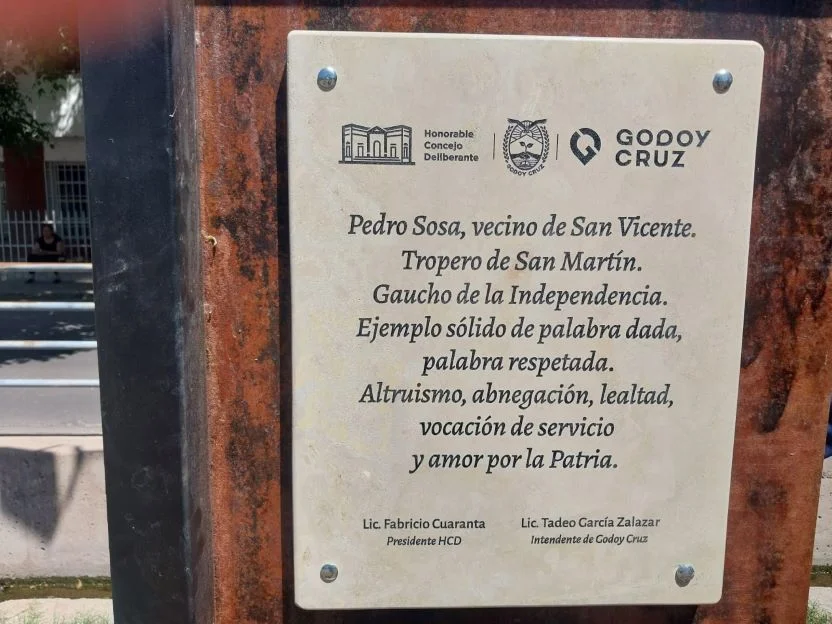 Honorable
Concejo
Deliberante
GODOY CRUZ
GODOY
CRUZ
Pedro Sosa, vecino de San Vicente.
Tropero de San Martín.
Gaucho de la Independencia.
Ejemplo sólido de palabra dada,
palabra respetada.
Altruismo, abnegación, lealtad,
vocación de servicio
y amor por la Patria.
Lic. Fabricio Cuaranta
Presidente HCD
Lic. Tadeo García Zalazar
Intendente de Godoy Cruz